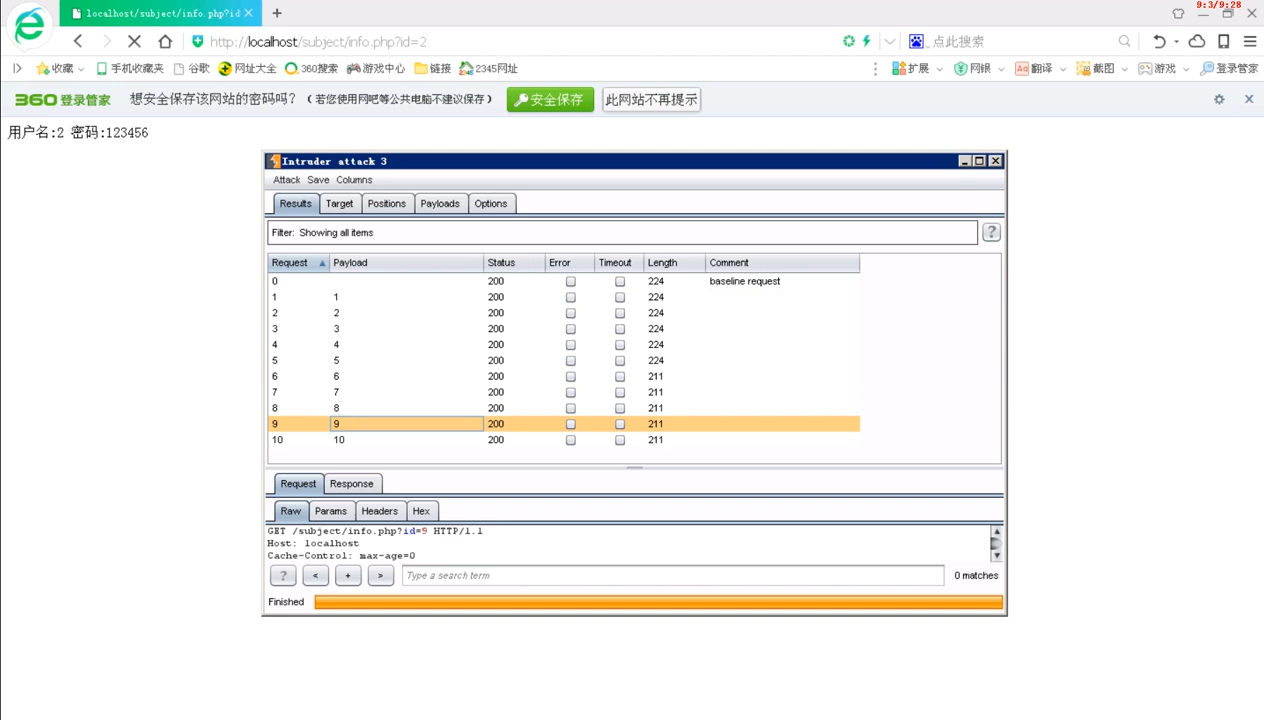 9:3/9:28
localhost/subject/info.php?id
http://localhost/subject/info.php?id=2
点此搜索
收藏 手机收藏夹 谷歌 网址大全 360搜索 游戏中心 链接 2345网址 扩展 网银 翻译 截图 游戏 登录管家
360登录管家 想安全保存该网站的密码吗？（若您使用网吧等公共电脑不建议保存） 安全保存 此网站不再提示
用户名:2 密码:123456
Intruder attack 3
Attack Save Columns
Results Target Positions Payloads Options
Filter: Showing all items ?
Request Payload Status Error Timeout Length Comment
0 200 224 baseline request
1 1 200 224
2 2 200 224
3 3 200 224
4 4 200 224
5 5 200 224
6 6 200 211
7 7 200 211
8 8 200 211
9 9 200 211
10 10 200 211
Request Response
Raw Params Headers Hex
GET /subject/info.php?id=9 HTTP/1.1
Host: localhost
Cache-Control: max-age=0
? < + > Type a search term 0 matches
Finished